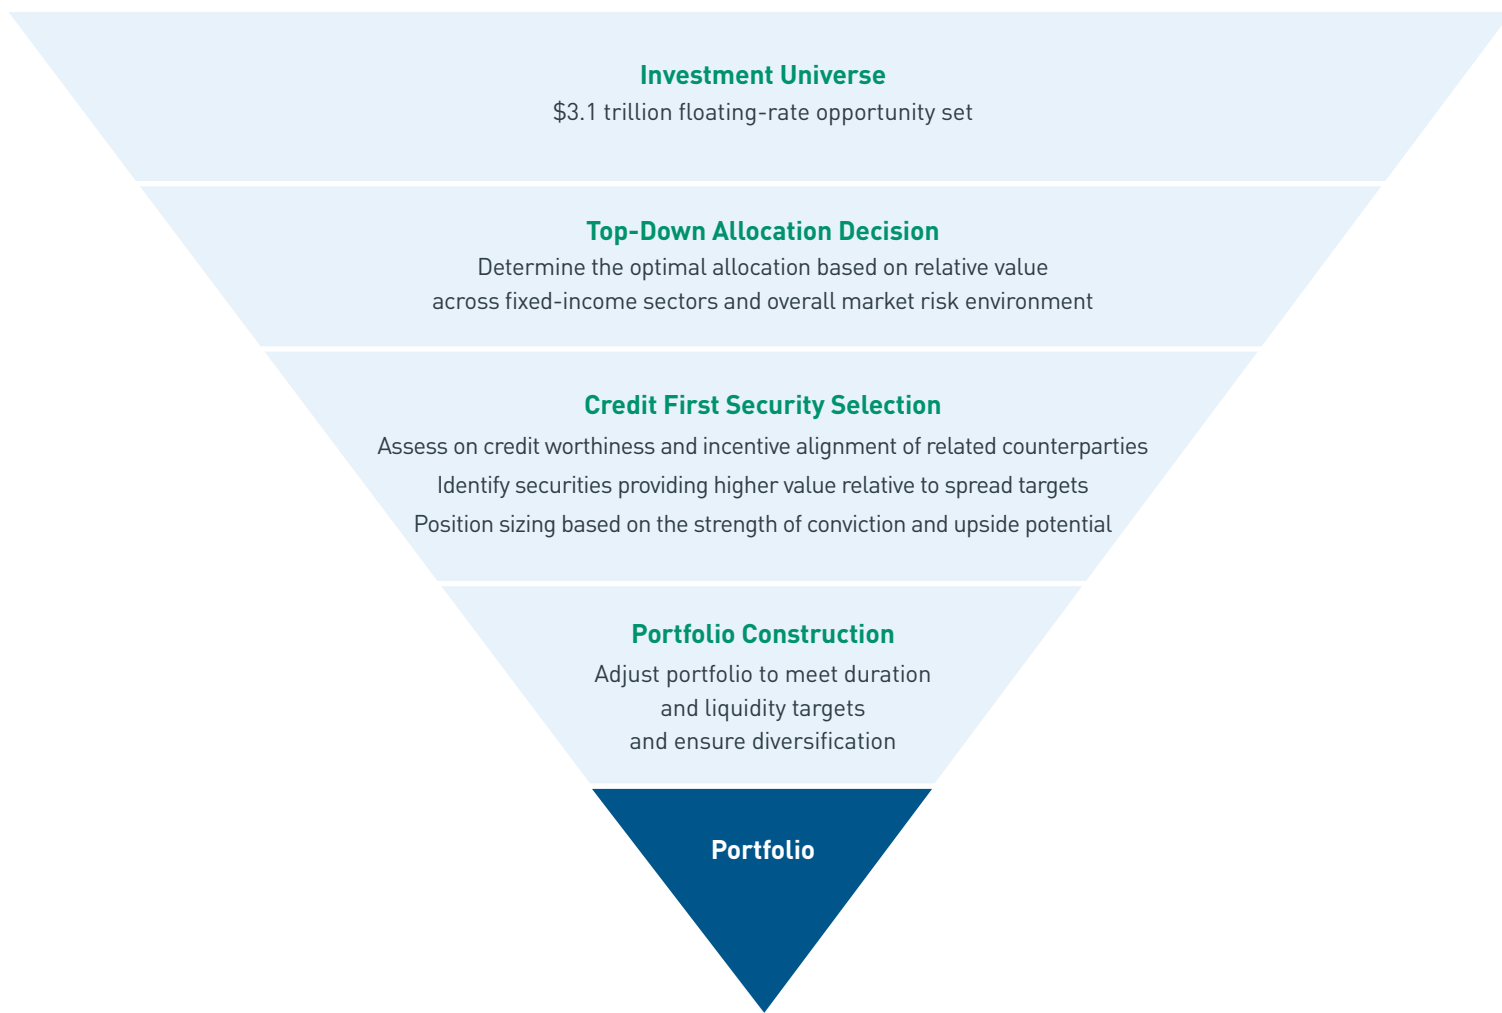 Investment Universe
$3.1 trillion floating-rate opportunity set
Top-Down Allocation Decision
Determine the optimal allocation based on relative value
across fixed-income sectors and overall market risk environment
Credit First Security Selection
Assess on credit worthiness and incentive alignment of related counterparties
Identify securities providing higher value relative to spread targets
Position sizing based on the strength of conviction and upside potential
Portfolio Construction
Adjust portfolio to meet duration
and liquidity targets
and ensure diversification
Portfolio